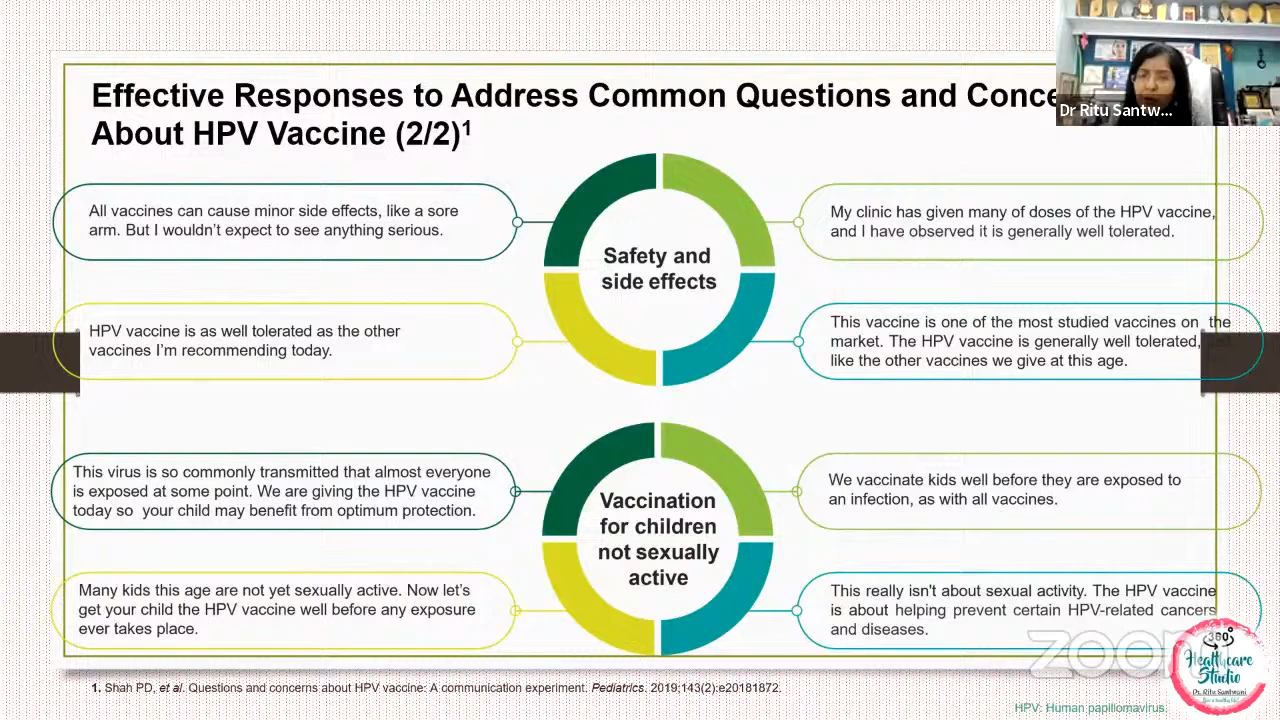 Effective Responses to Address Common Questions and Conce
About HPV Vaccine (2/2)1
Dr Ritu Santw...
All vaccines can cause minor side effects, like a sore
arm. But I wouldn't expect to see anything serious.
My clinic has given many of doses of the HPV vaccine,
and I have observed it is generally well tolerated.
Safety and
side effects
HPV vaccine is as well tolerated as the other
vaccines I'm recommending today.
This vaccine is one of the most studied vaccines on the
market. The HPV vaccine is generally well tolerated,
like the other vaccines we give at this age.
This virus is so commonly transmitted that almost everyone
is exposed at some point. We are giving the HPV vaccine
today so your child may benefit from optimum protection.
We vaccinate kids well before they are exposed to
an infection, as with all vaccines.
Vaccination
for children
not sexually
active
Many kids this age are not yet sexually active. Now let's
get your child the HPV vaccine well before any exposure
ever takes place.
This really isn't about sexual activity. The HPV vaccine
is about helping prevent certain HPV-related cancers
and diseases.
zoom
360°
Healthcare
Studio
Dr. Ritu Santwani
1. Shah PD, et al. Questions and concerns about HPV vaccine: A communication experiment. Pediatrics. 2019;143(2):e20181872.
HPV: Human papillomavirus.